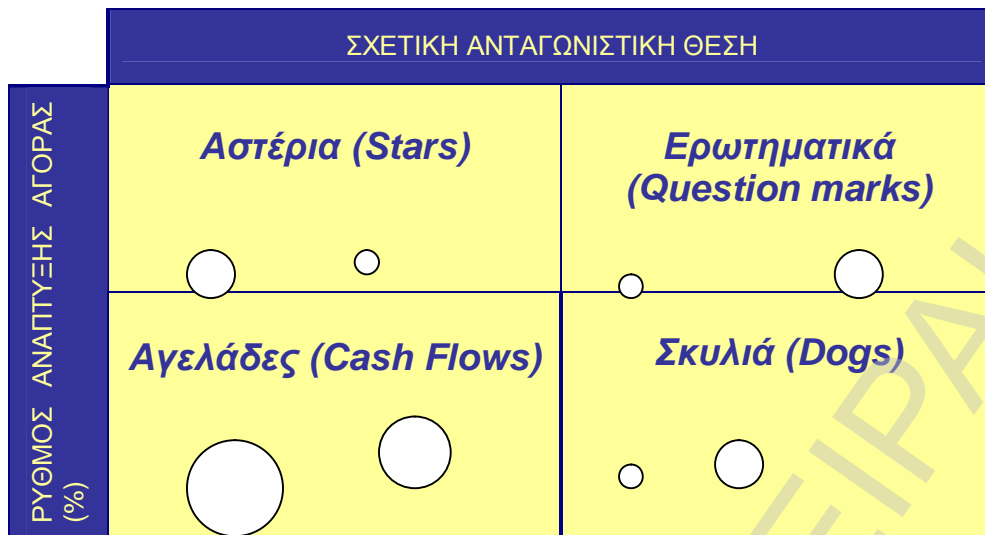 ΣΧΕΤΙΚΗ ΑΝΤΑΓΩΝΙΣΤΙΚΗ ΘΕΣΗ
ΡΥΘΜΟΣ ΑΝΑΠΤΥΞΗΣ ΑΓΟΡΑΣ
(%)
Αστέρια (Stars)
Ερωτηματικά
(Question marks)
Αγελάδες (Cash Flows)
Σκυλιά (Dogs)